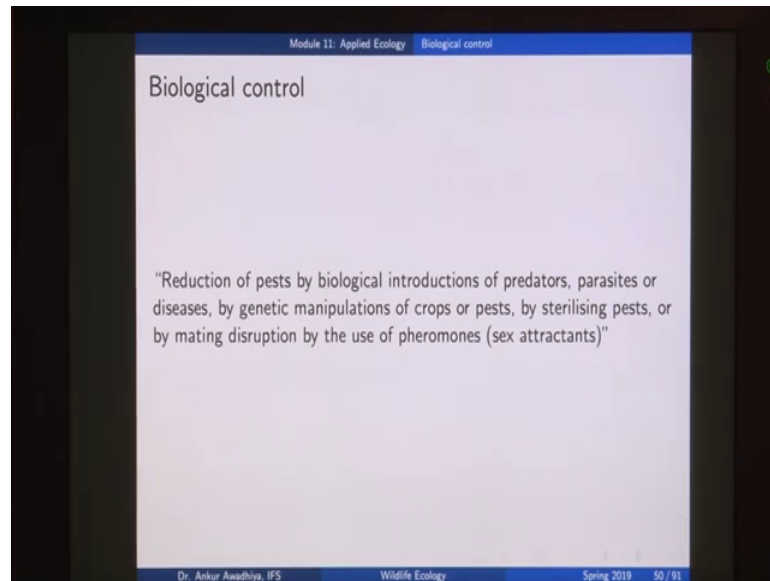 Module 11: Applied Ecology Biological control
Biological control
“Reduction of pests by biological introductions of predators, parasites or
diseases, by genetic manipulations of crops or pests, by sterilising pests, or
by mating disruption by the use of pheromones (sex attractants)”
Dr. Ankur Awadhiya, IFS Wildlife Ecology Spring 2019 50 / 91